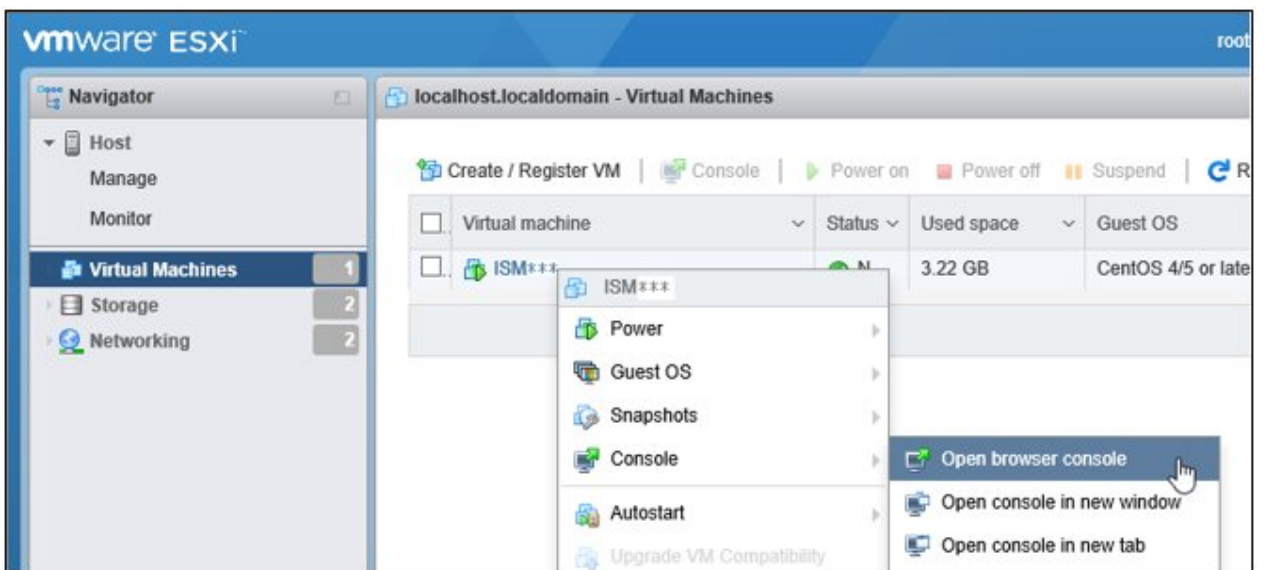 vmware ESXi™
root
Navigator
localhost.localdomain - Virtual Machines
Host
Manage
Monitor
Virtual Machines 1
Storage 2
Networking 2
Create / Register VM | Console | Power on Power off Suspend | R
Virtual machine Status Used space Guest OS
ISM*** N 3.22 GB CentOS 4/5 or late
ISM***
Power
Guest OS
Snapshots
Console
Autostart
Upgrade VM Compatibility
Open browser console
Open console in new window
Open console in new tab